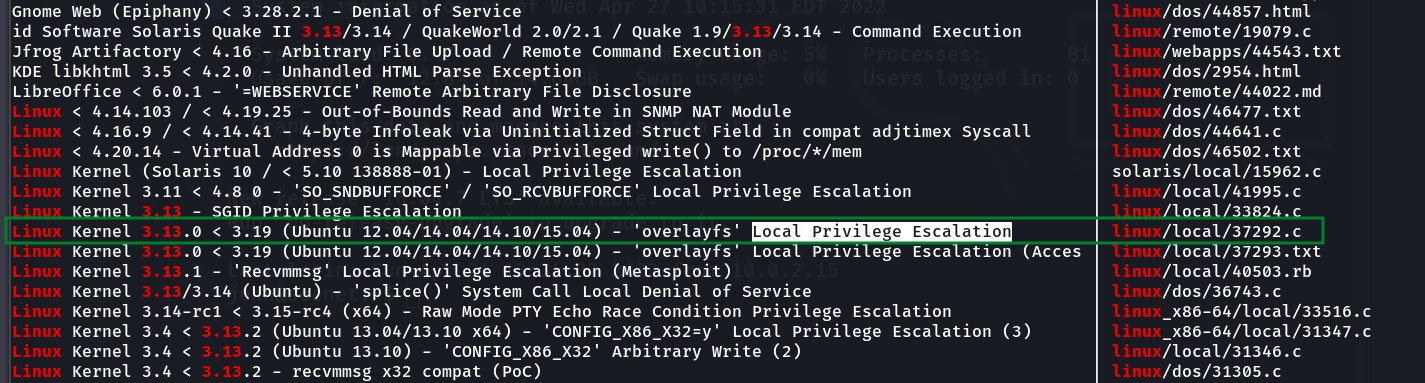 Gnome Web (Epiphany) < 3.28.2.1 - Denial of Service linux/dos/44857.html
id Software Solaris Quake II 3.13/3.14 / QuakeWorld 2.0/2.1 / Quake 1.9/3.13/3.14 - Command Execution linux/remote/19079.c
Jfrog Artifactory < 4.16 - Arbitrary File Upload / Remote Command Execution linux/webapps/44543.txt
KDE libkhtml 3.5 < 4.2.0 - Unhandled HTML Parse Exception linux/dos/2954.html
LibreOffice < 6.0.1 - '=WEBSERVICE' Remote Arbitrary File Disclosure linux/remote/44022.md
Linux < 4.14.103 / < 4.19.25 - Out-of-Bounds Read and Write in SNMP NAT Module linux/dos/46477.txt
Linux < 4.16.9 / < 4.14.41 - 4-byte Infoleak via Uninitialized Struct Field in compat adjtimex Syscall linux/dos/44641.c
Linux < 4.20.14 - Virtual Address 0 is Mappable via Privileged write() to /proc/*/mem linux/dos/46502.txt
Linux Kernel (Solaris 10 / < 5.10 138888-01) - Local Privilege Escalation solaris/local/15962.c
Linux Kernel 3.11 < 4.8 0 - 'SO_SNDBUFFORCE' / 'SO_RCVBUFFORCE' Local Privilege Escalation linux/local/41995.c
Linux Kernel 3.13 - SGID Privilege Escalation linux/local/33824.c
Linux Kernel 3.13.0 < 3.19 (Ubuntu 12.04/14.04/14.10/15.04) - 'overlayfs' Local Privilege Escalation linux/local/37292.c
Linux Kernel 3.13.0 < 3.19 (Ubuntu 12.04/14.04/14.10/15.04) - 'overlayfs' Local Privilege Escalation (Acces linux/local/37293.txt
Linux Kernel 3.13.1 - 'Recvmmsg' Local Privilege Escalation (Metasploit) linux/local/40503.rb
Linux Kernel 3.13/3.14 (Ubuntu) - 'splice()' System Call Local Denial of Service linux/dos/36743.c
Linux Kernel 3.14-rc1 < 3.15-rc4 (x64) - Raw Mode PTY Echo Race Condition Privilege Escalation linux_x86-64/local/33516.c
Linux Kernel 3.4 < 3.13.2 (Ubuntu 13.04/13.10 x64) - 'CONFIG_X86_X32=y' Local Privilege Escalation (3) linux_x86-64/local/31347.c
Linux Kernel 3.4 < 3.13.2 (Ubuntu 13.10) - 'CONFIG_X86_X32' Arbitrary Write (2) linux/local/31346.c
Linux Kernel 3.4 < 3.13.2 - recvmmsg x32 compat (PoC) linux/dos/31305.c